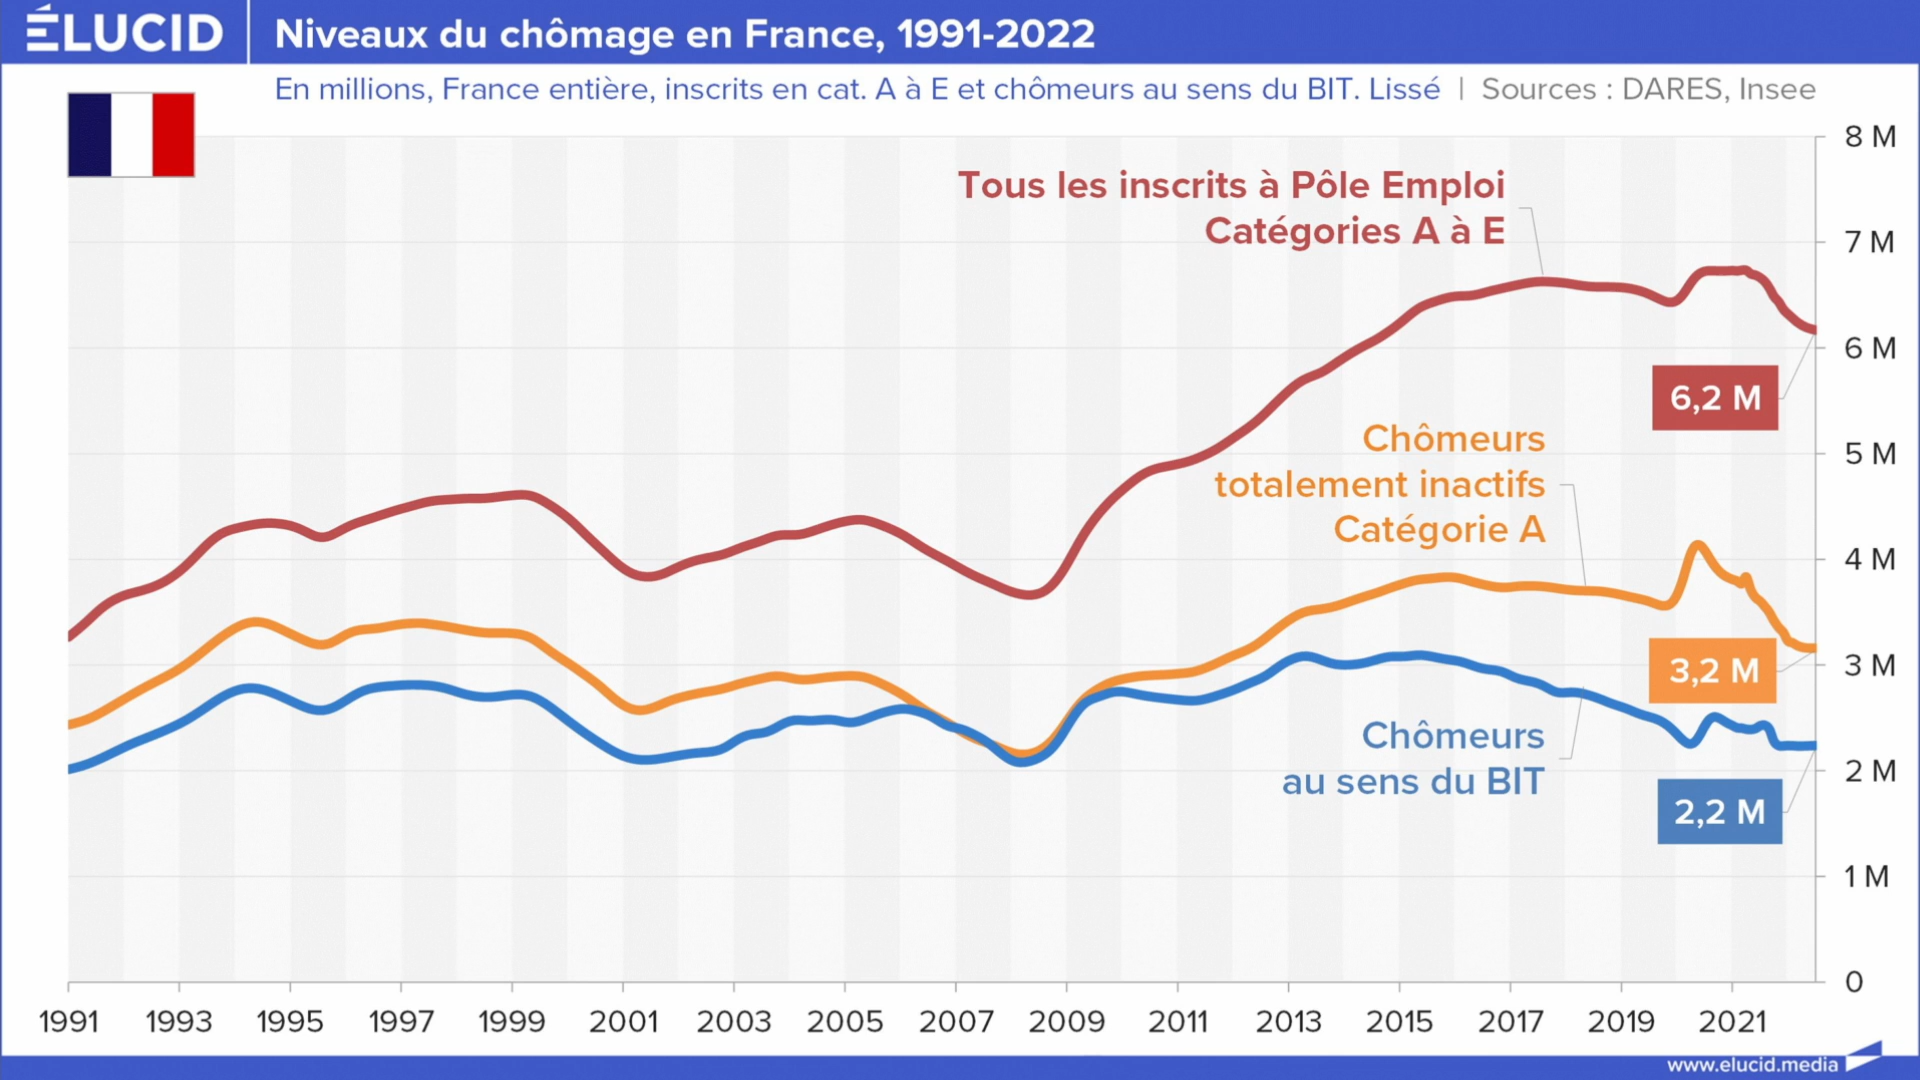 ÉLUCID
Niveaux du chômage en France, 1991-2022
En millions, France entière, inscrits en cat. A à E et chômeurs au sens du BIT. Lissé | Sources : DARES, Insee
8 M
Tous les inscrits à Pôle Emploi
Catégories A à E
7 M
6 M
6,2 M
Chômeurs
totalement inactifs
Catégorie A
5 M
4 M
3,2 M
3 M
Chômeurs
au sens du BIT
2 M
2,2 M
1 M
0
1991 1993 1995 1997 1999 2001 2003 2005 2007 2009 2011 2013 2015 2017 2019 2021
www.elucid.media